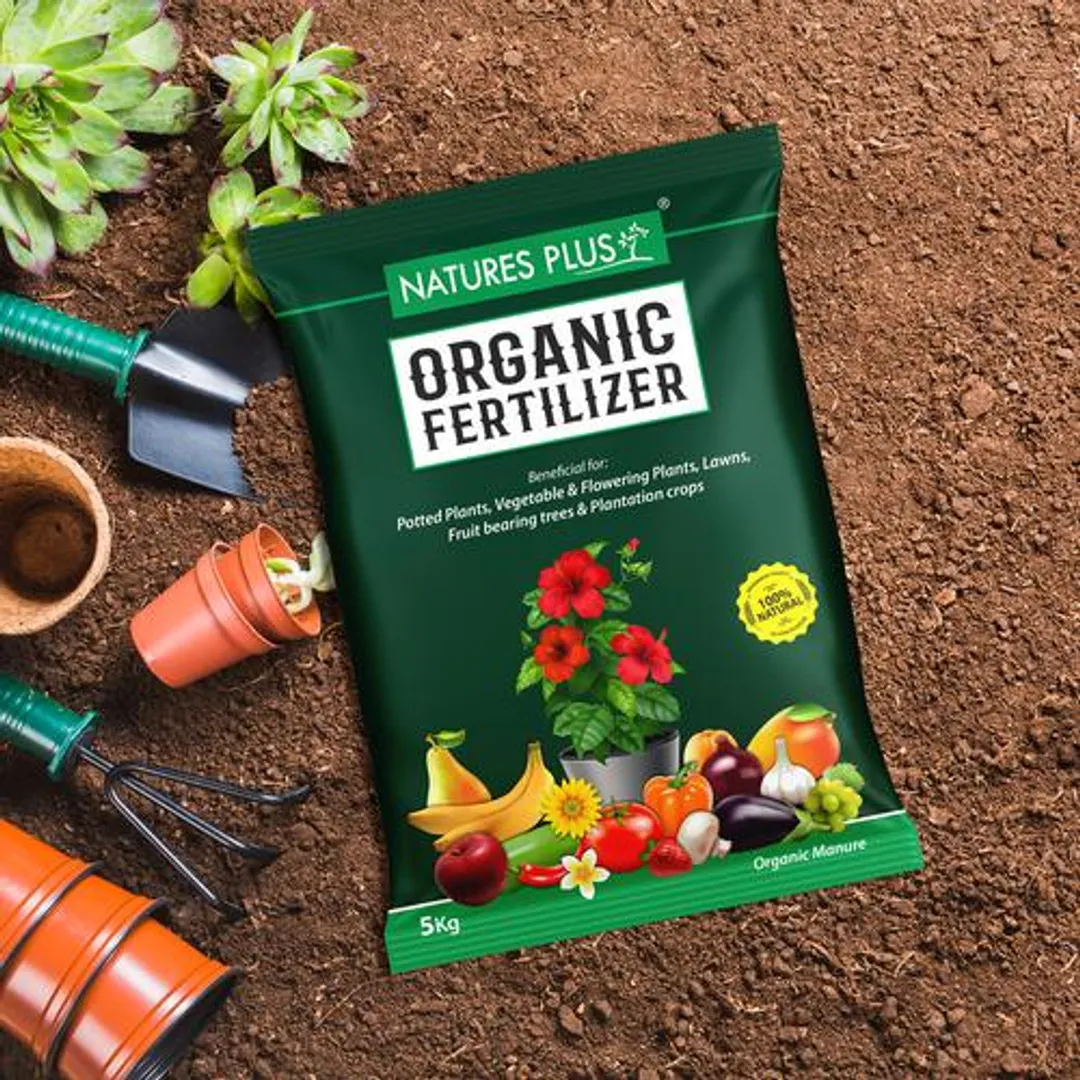 NATURES PLUS
®
ORGANIC
FERTILIZER
Beneficial for:
Potted Plants, Vegetable & Flowering Plants, Lawns,
Fruit bearing trees & Plantation crops
100%
NATURAL
Organic Manure
5Kg